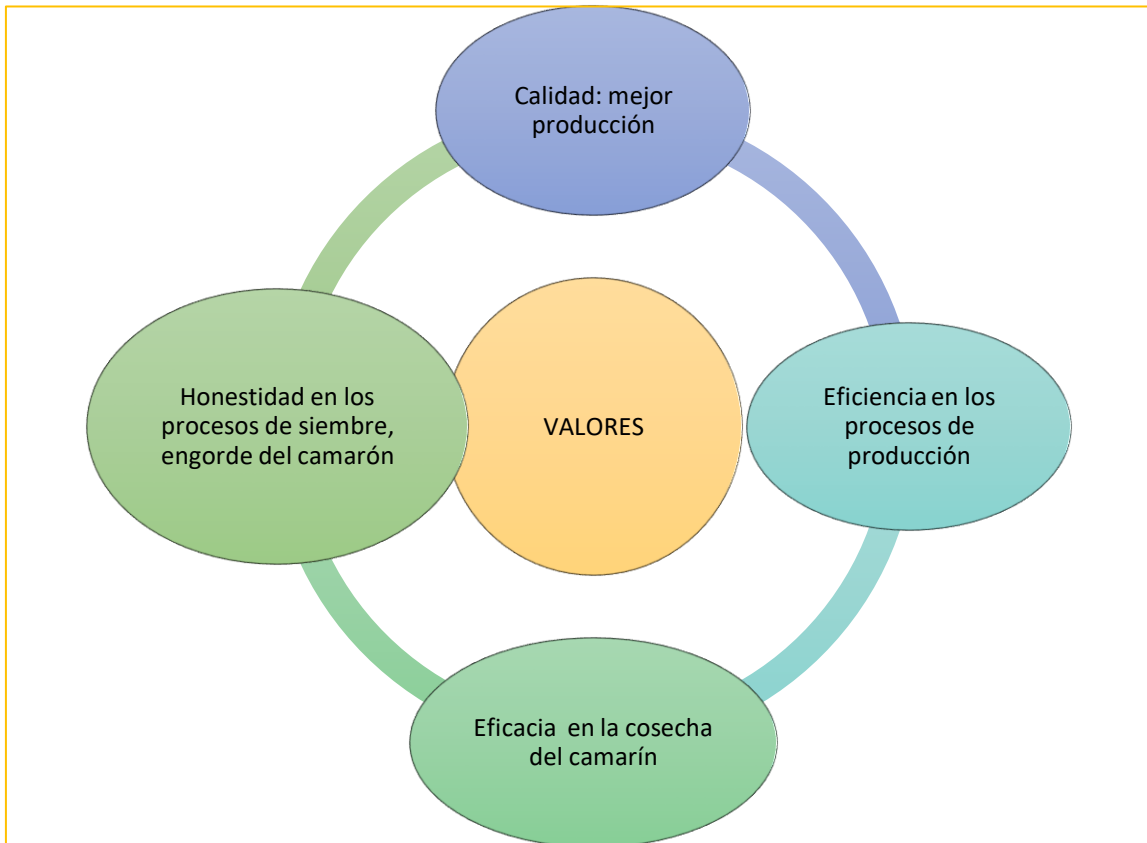 Calidad: mejor
producción
Honestidad en los
procesos de siembre,
engorde del camarón
VALORES
Eficiencia en los
procesos de
producción
Eficacia en la cosecha
del camarín